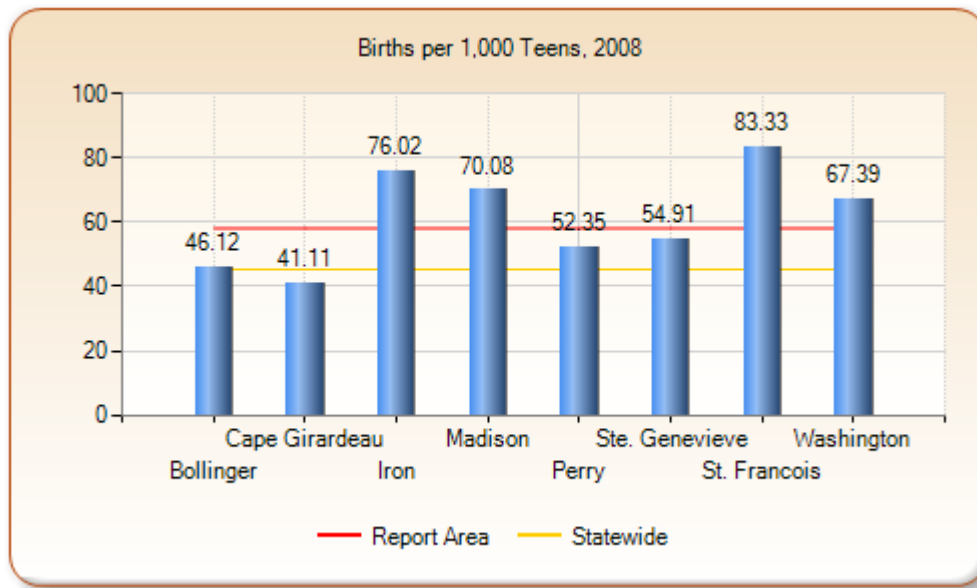 Births per 1,000 Teens, 2008
100
80
60
40
20
0
46.12
41.11
76.02
70.08
52.35
54.91
83.33
67.39
Cape Girardeau
Madison
Ste. Genevieve
Washington
Bollinger
Iron
Perry
St. Francois
Report Area
Statewide